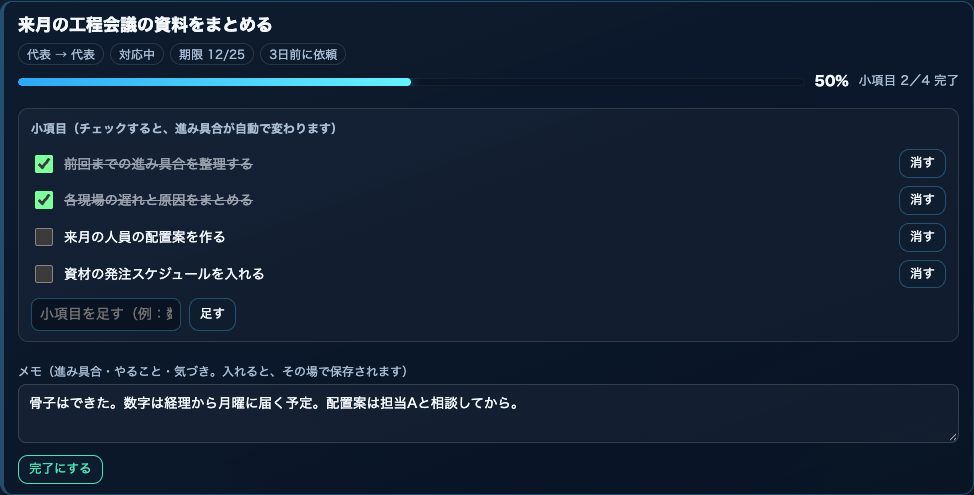 来月の工程会議の資料をまとめる
代表 → 代表 対応中 期限 12/25 3日前に依頼
50% 小項目 2/4 完了
小項目（チェックすると、進み具合が自動で変わります）
前回までの進み具合を整理する 消す
各現場の遅れと原因をまとめる 消す
来月の人員の配置案を作る 消す
資材の発注スケジュールを入れる 消す
小項目を足す（例： 足す
メモ（進み具合・やること・気づき。入れると、その場で保存されます）
骨子はできた。数字は経理から月曜に届く予定。配置案は担当Aと相談してから。
完了にする